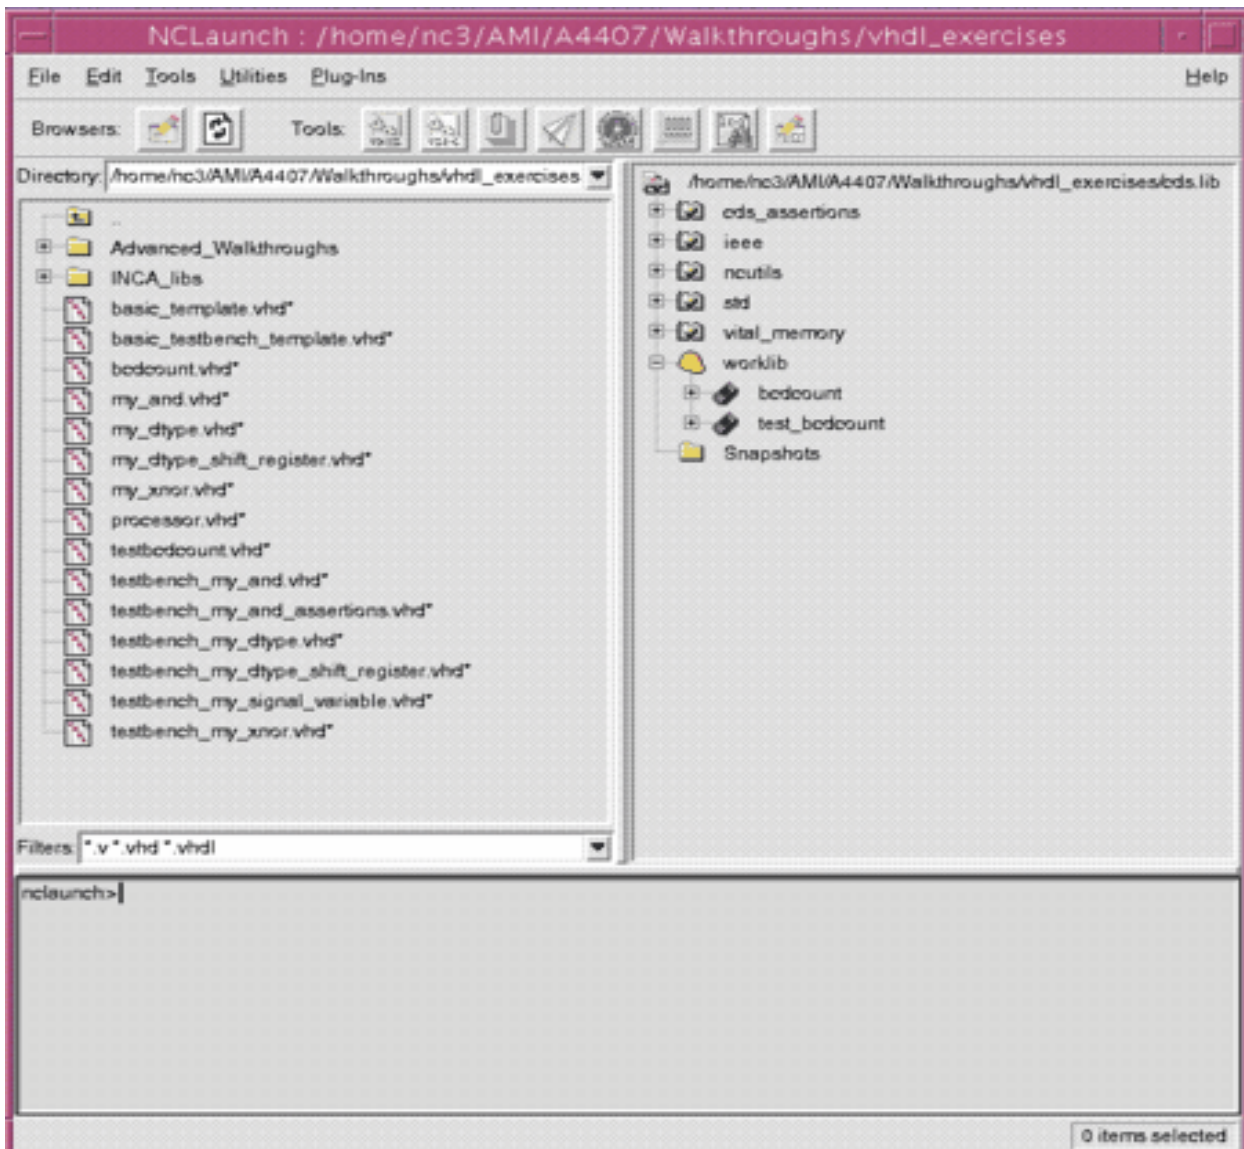 NCLaunch : /home/nc3/AMI/A4407/Walkthroughs/vhdl_exercises
File Edit Tools Utilities Plug-Ins Help
Browsers: Tools:
Directory: /home/nc3/AMI/A4407/Walkthroughs/vhdl_exercises
..
Advanced_Walkthroughs
INCA_libs
basic_template.vhd*
basic_testbench_template.vhd*
bcdcount.vhd*
my_and.vhd*
my_dtype.vhd*
my_dtype_shift_register.vhd*
my_xnor.vhd*
processor.vhd*
testbcdcount.vhd*
testbench_my_and.vhd*
testbench_my_and_assertions.vhd*
testbench_my_dtype.vhd*
testbench_my_dtype_shift_register.vhd*
testbench_my_signal_variable.vhd*
testbench_my_xnor.vhd*
Filters: *.v *.vhd *.vhdl
/home/nc3/AMI/A4407/Walkthroughs/vhdl_exercises/cds.lib
cds_assertions
ieee
ncutils
std
vital_memory
worklib
bcdcount
test_bcdcount
Snapshots
nclaunch>
0 items selected